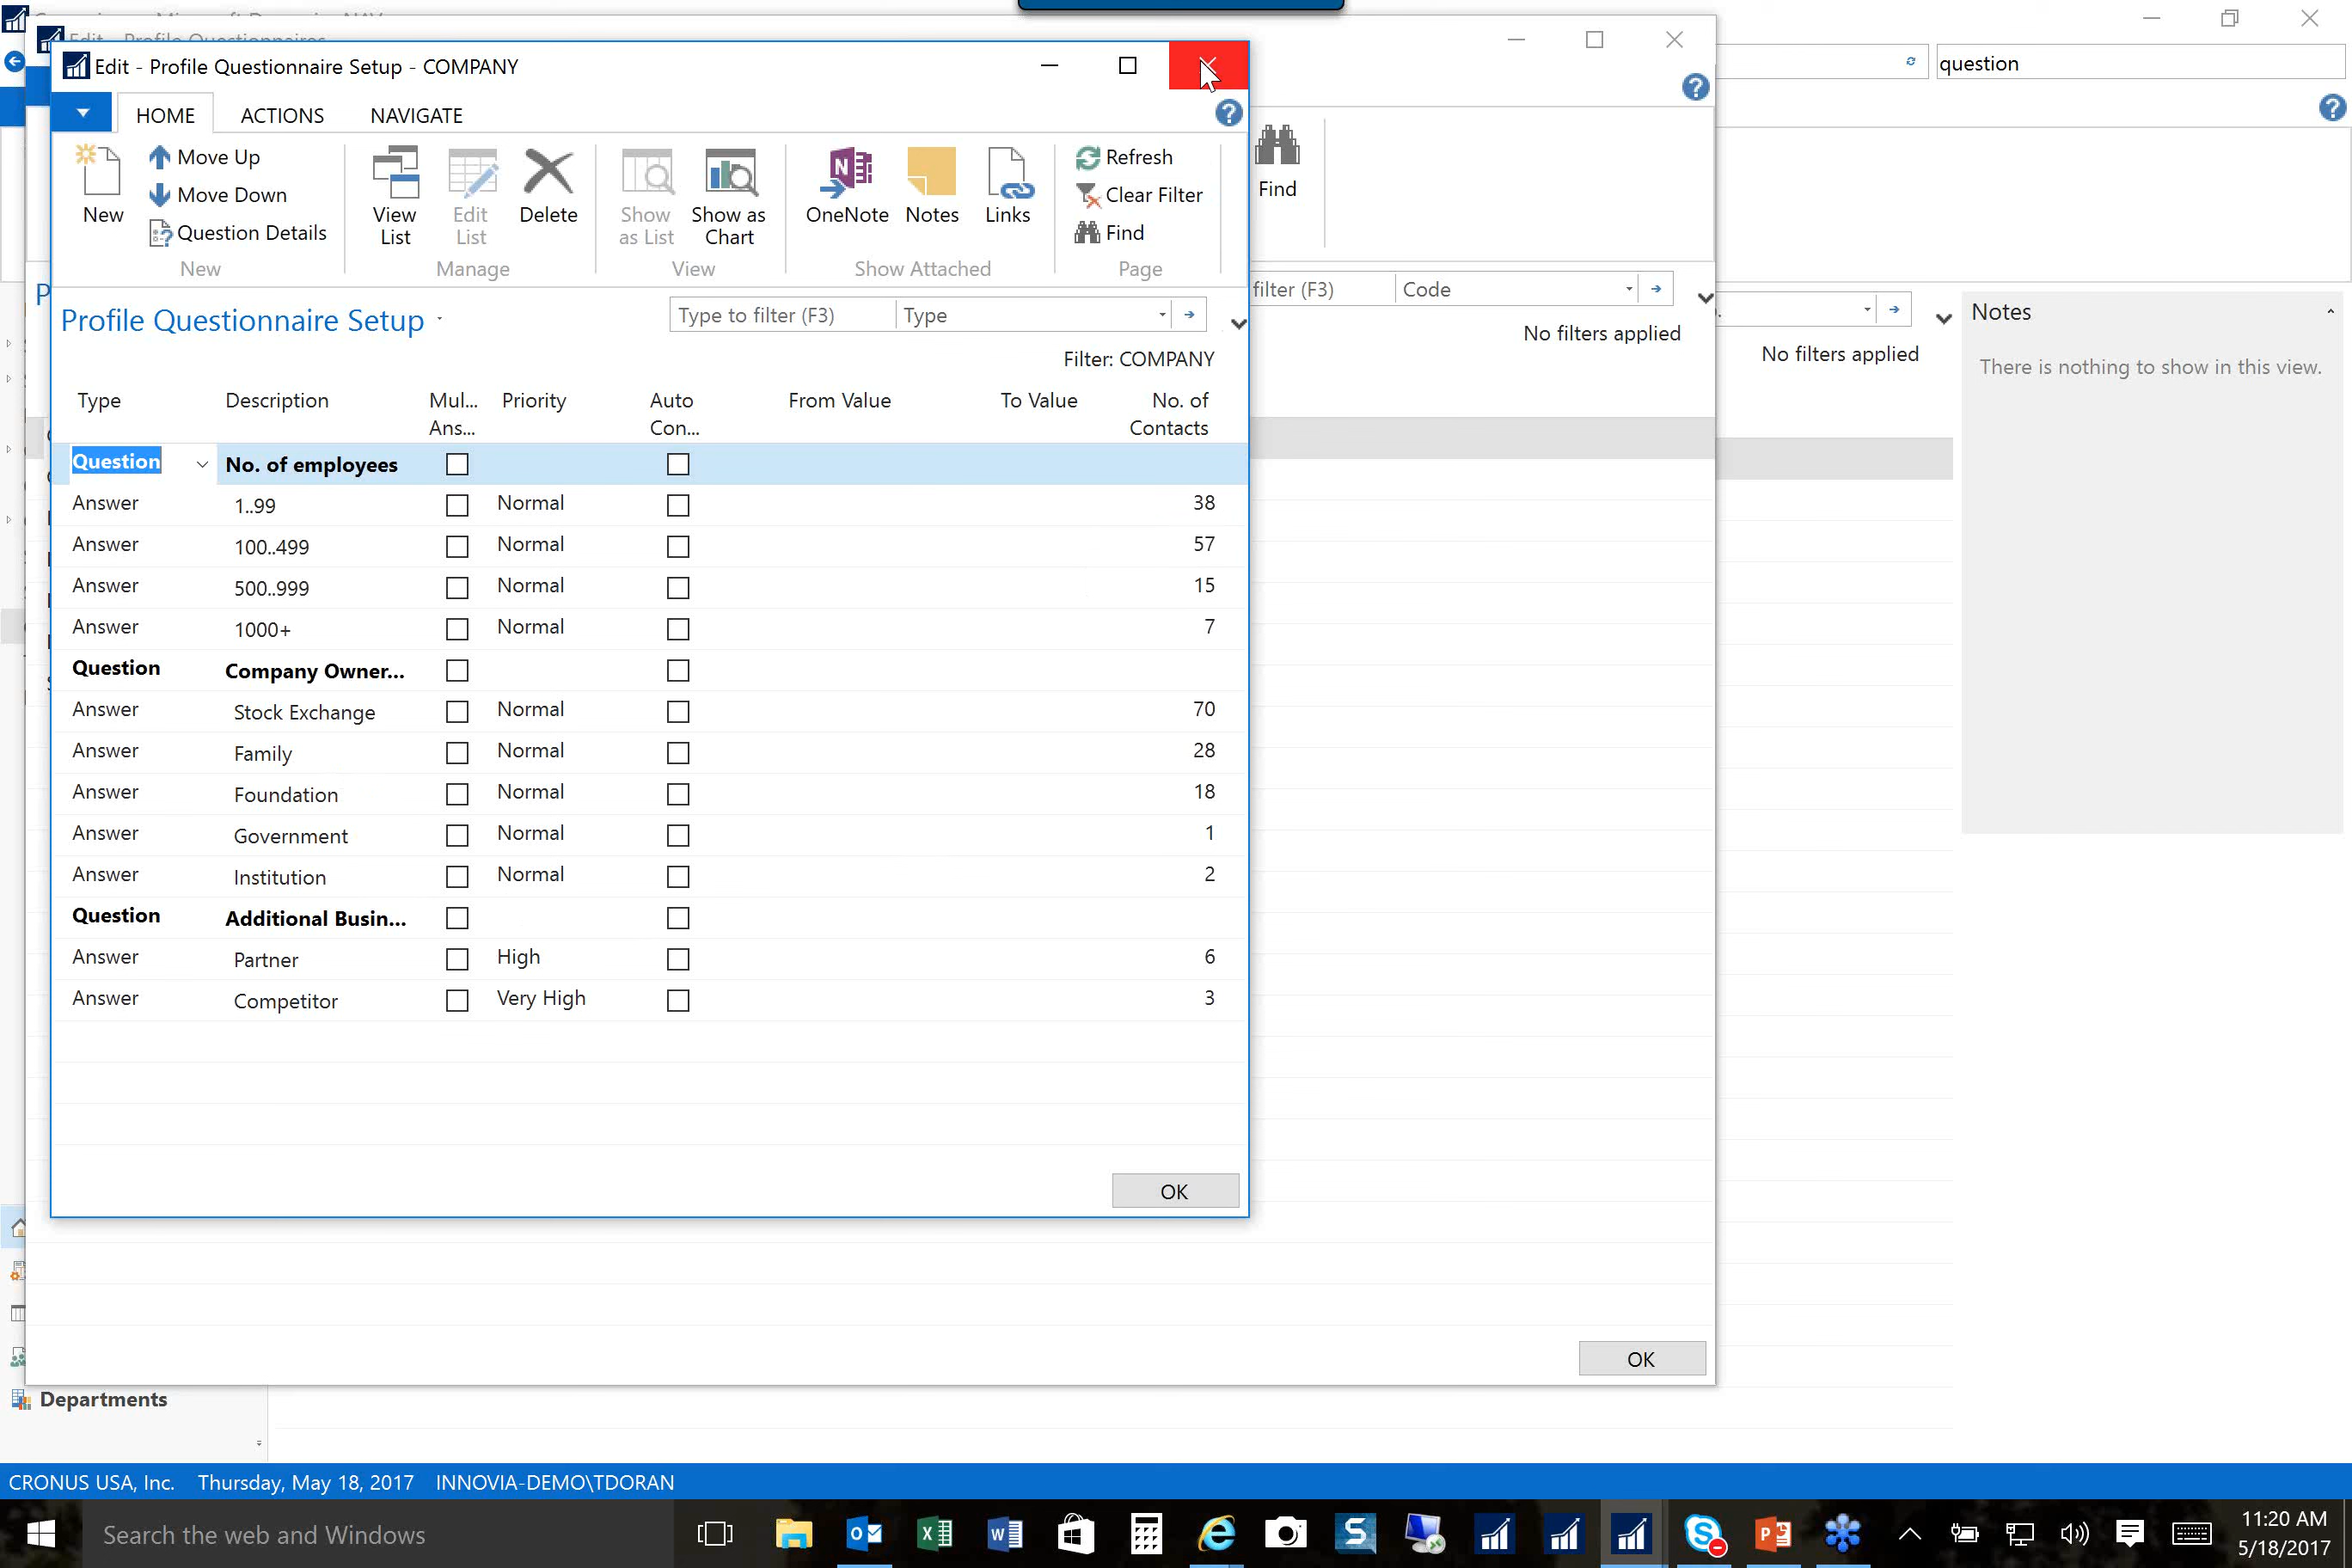 Edit - Profile Questionnaires
question
Edit - Profile Questionnaire Setup - COMPANY
HOME ACTIONS NAVIGATE
New
Move Up
Move Down
Question Details
New
View List
Edit List
Delete
Manage
Show as List
Show as Chart
View
OneNote Notes Links
Show Attached
Refresh
Clear Filter
Find
Page
Find
Profile Questionnaire Setup
Type to filter (F3) Type
Filter: COMPANY
filter (F3) Code
No filters applied
No filters applied
Notes
There is nothing to show in this view.
Type Description Mul... Ans... Priority Auto Con... From Value To Value No. of Contacts
Question No. of employees
Answer 1..99 Normal 38
Answer 100..499 Normal 57
Answer 500..999 Normal 15
Answer 1000+ Normal 7
Question Company Owner...
Answer Stock Exchange Normal 70
Answer Family Normal 28
Answer Foundation Normal 18
Answer Government Normal 1
Answer Institution Normal 2
Question Additional Busin...
Answer Partner High 6
Answer Competitor Very High 3
OK
OK
Departments
CRONUS USA, Inc. Thursday, May 18, 2017 INNOVIA-DEMO\TDORAN
Search the web and Windows
11:20 AM
5/18/2017